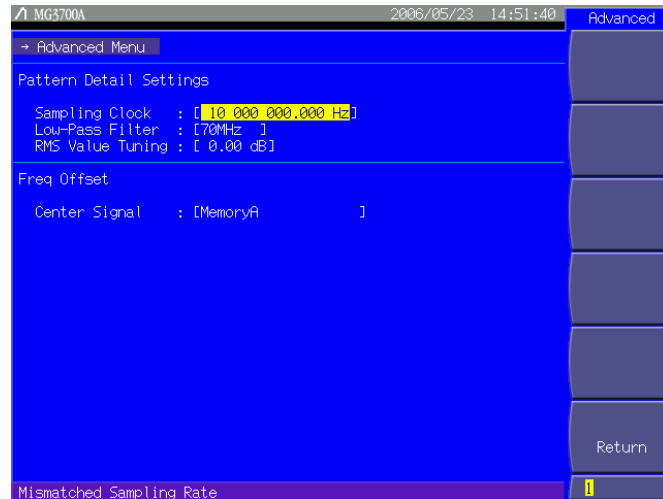 MG3700A 2006/05/23 14:51:40 Advanced
→ Advanced Menu
Pattern Detail Settings
Sampling Clock : [ 10 000 000.000 Hz]
Low-Pass Filter : [70MHz ]
RMS Value Tuning : [ 0.00 dB]
Freq Offset
Center Signal : [MemoryA ]
Return
Mismatched Sampling Rate 1